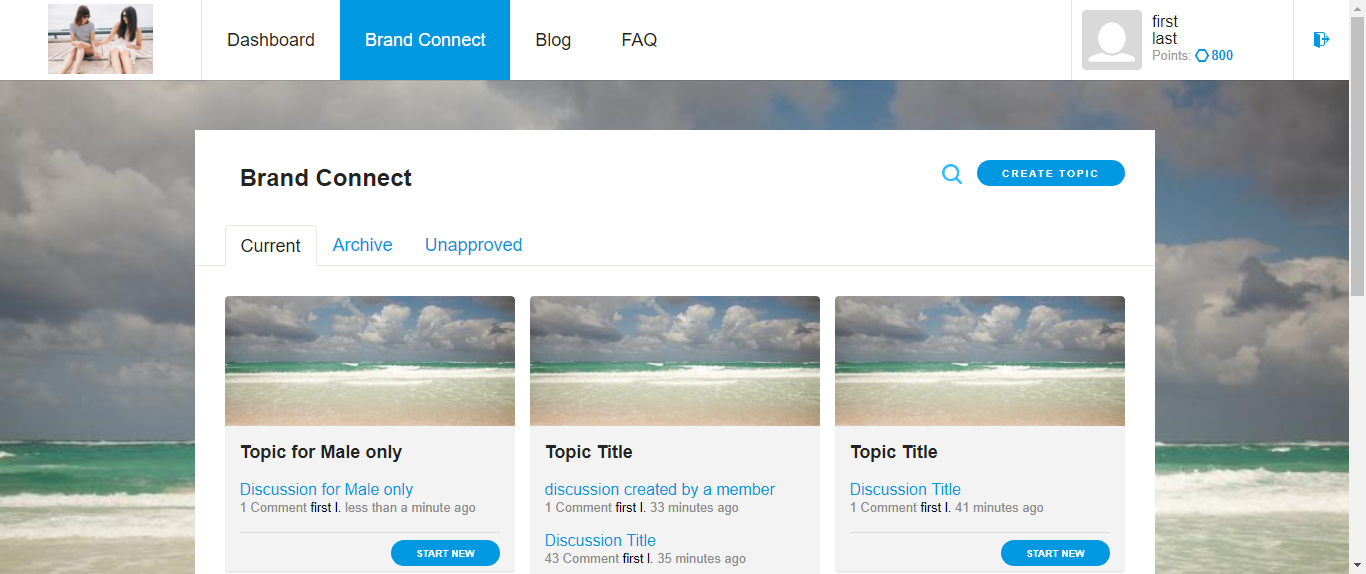 Dashboard
Brand Connect
Blog
FAQ
first
last
Points: 800
Brand Connect
CREATE TOPIC
Current
Archive
Unapproved
Topic for Male only
Discussion for Male only
1 Comment first l. less than a minute ago
START NEW
Topic Title
discussion created by a member
1 Comment first l. 33 minutes ago
Discussion Title
43 Comment first l. 35 minutes ago
Topic Title
Discussion Title
1 Comment first l. 41 minutes ago
START NEW